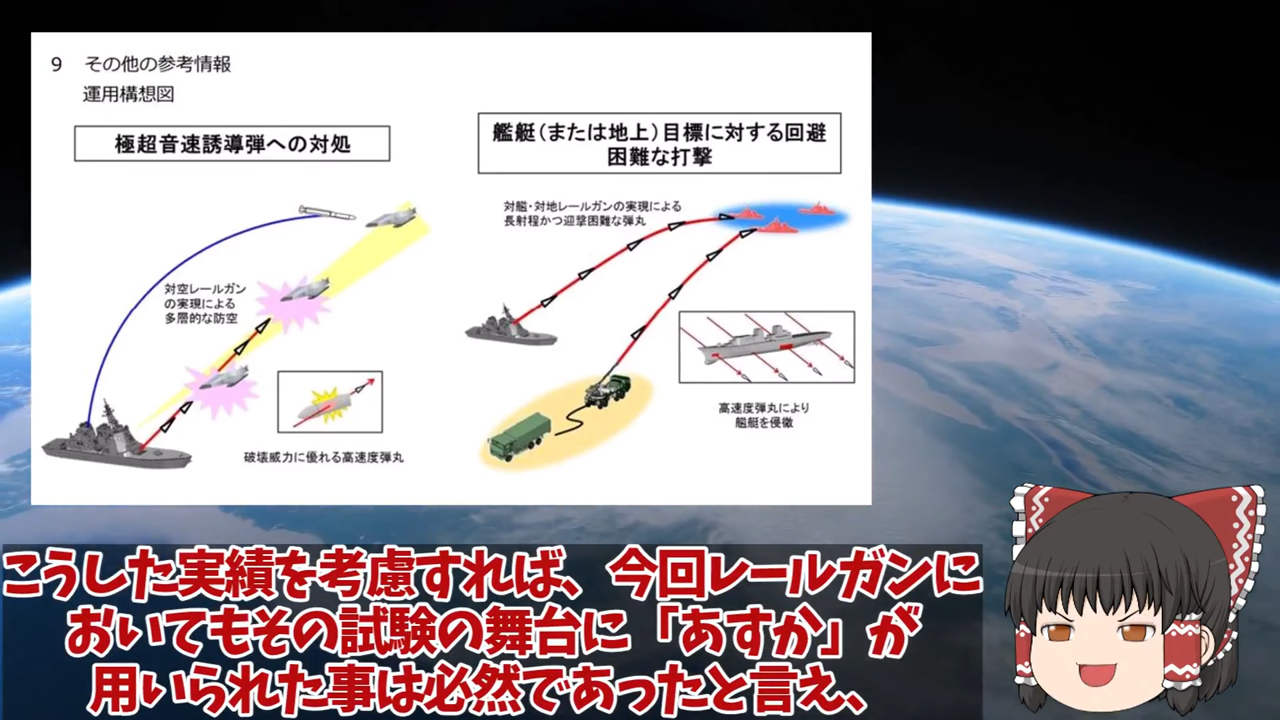 9 その他の参考情報
運用構想図
極超音速誘導弾への対処
対空レールガン
の実現による
多層的な防空
破壊威力に優れる高速度弾丸
艦艇(または地上)目標に対する回避
困難な打撃
対艦・対地レールガンの実現による
長射程かつ迎撃困難な弾丸
高速度弾丸により
艦艇を侵徹
こうした実績を考慮すれば、今回レールガンに
おいてもその試験の舞台に「あすか」が
用いられた事は必然であったと言え、